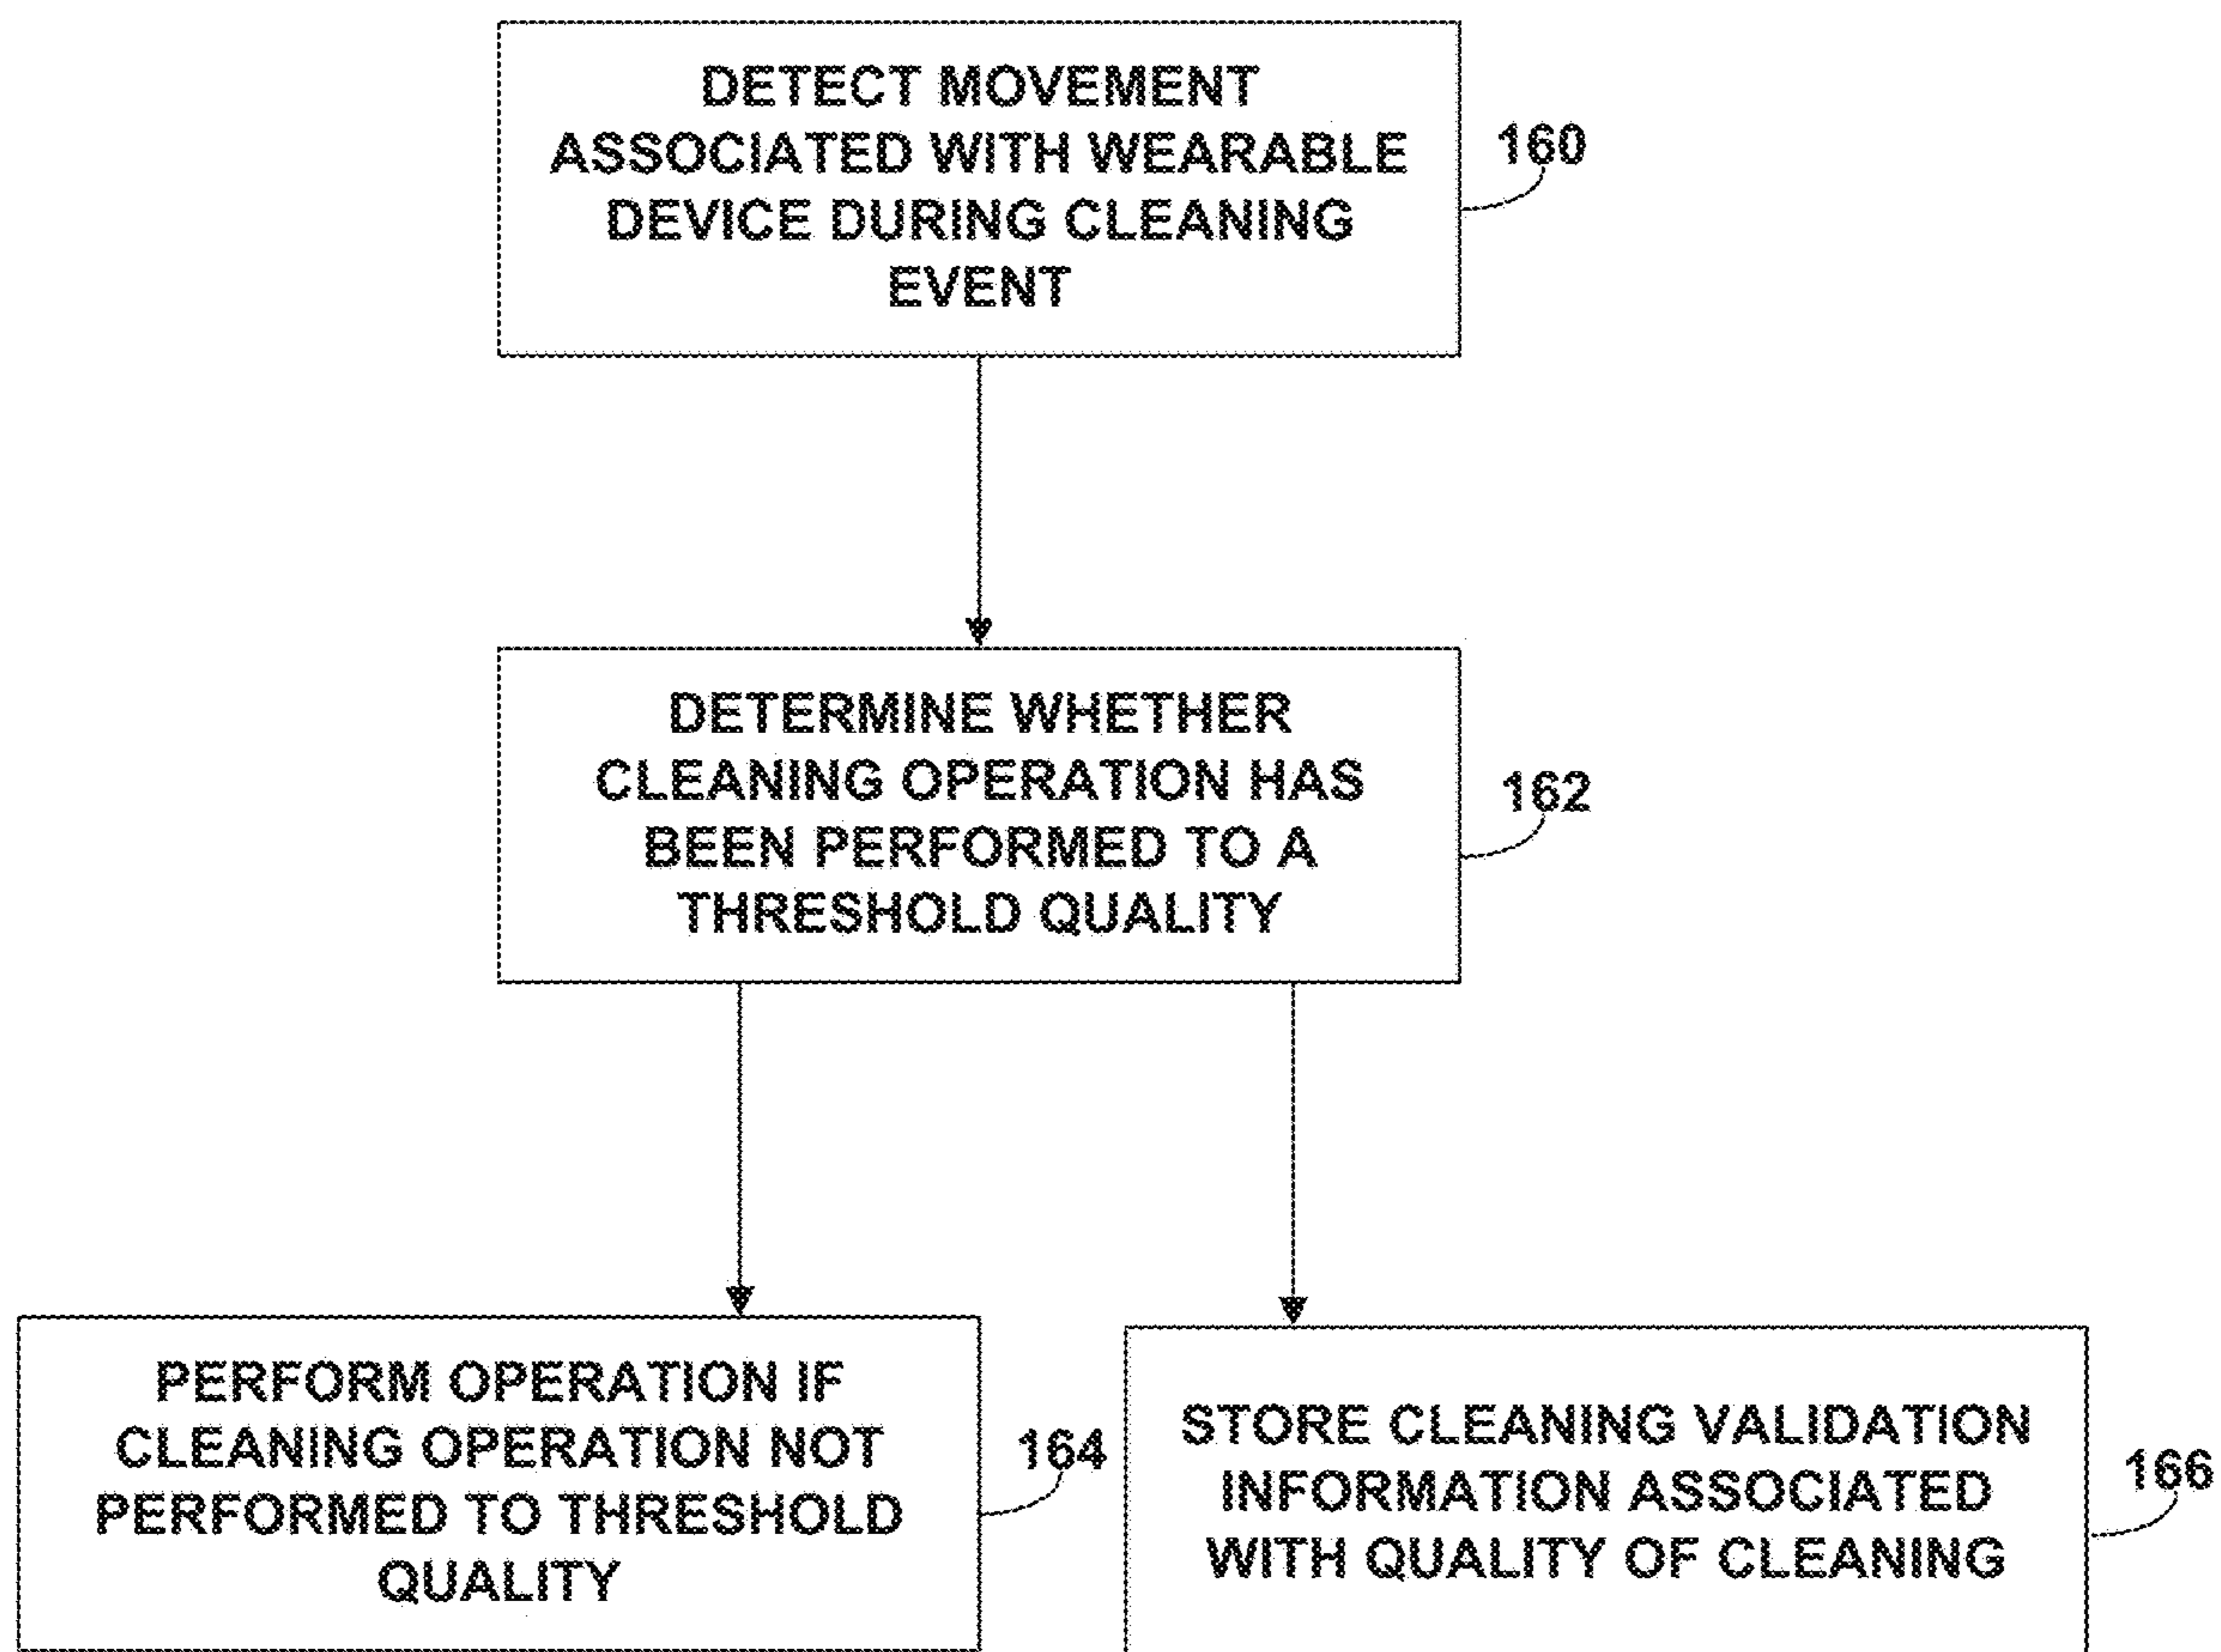 DETECT MOVEMENT
ASSOCIATED WITH WEARABLE
DEVICE DURING CLEANING
EVENT
160
DETERMINE WHETHER
CLEANING OPERATION HAS
BEEN PERFORMED TO A
THRESHOLD QUALITY
162
PERFORM OPERATION IF
CLEANING OPERATION NOT
PERFORMED TO THRESHOLD
QUALITY
164
STORE CLEANING VALIDATION
INFORMATION ASSOCIATED
WITH QUALITY OF CLEANING
166